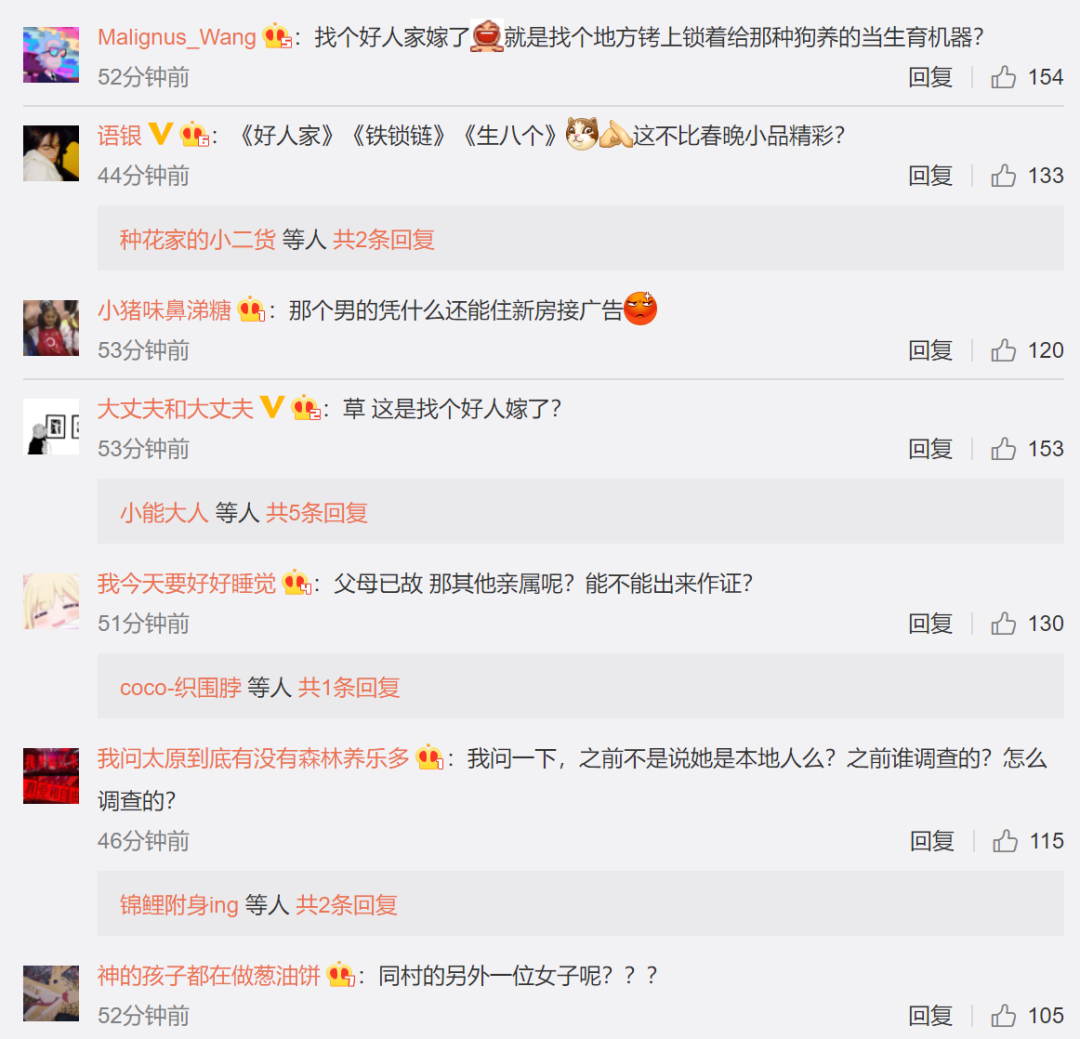 Malignus_Wang：找个好人家嫁了就是找个地方铐上锁着给那种狗养的当生育机器？
52分钟前 回复 154
语银：《好人家》《铁锁链》《生八个》这不比春晚小品精彩？
44分钟前 回复 133
种花家的小二货 等人 共2条回复
小猪味鼻涕糖：那个男的凭什么还能住新房接广告
53分钟前 回复 120
大丈夫和大丈夫：草 这是找个好人嫁了？
53分钟前 回复 153
小能大人 等人 共5条回复
我今天要好好睡觉：父母已故 那其他亲属呢？能不能出来作证？
51分钟前 回复 130
coco-织围脖 等人 共1条回复
我问太原到底有没有森林养乐多：我问一下，之前不是说她是本地人么？之前谁调查的？怎么
调查的？
46分钟前 回复 115
锦鲤附身ing 等人 共2条回复
神的孩子都在做葱油饼：同村的另外一位女子呢？？？
52分钟前 回复 105